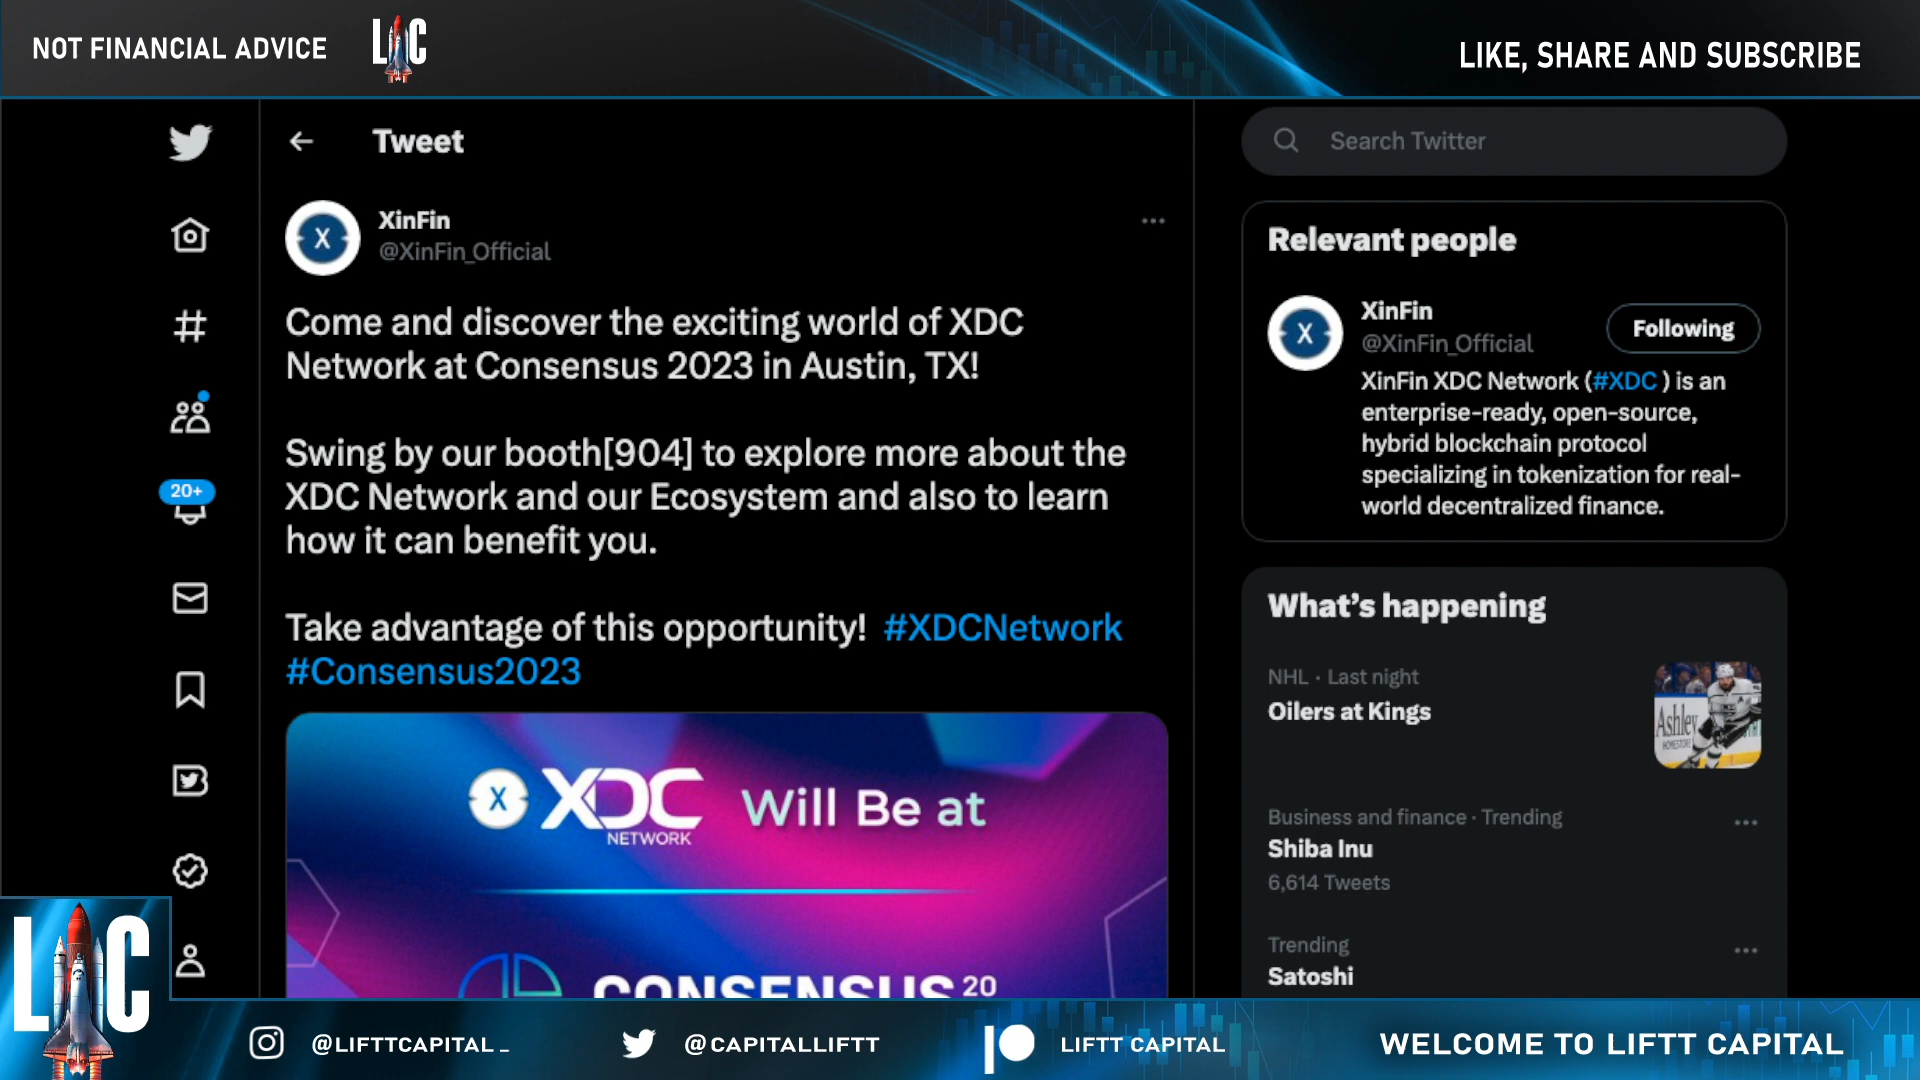 NOT FINANCIAL ADVICE
LC
LIKE, SHARE AND SUBSCRIBE
Tweet
Search Twitter
XinFin
@XinFin_Official
Come and discover the exciting world of XDC
Network at Consensus 2023 in Austin, TX!
Swing by our booth[904] to explore more about the
XDC Network and our Ecosystem and also to learn
how it can benefit you.
Take advantage of this opportunity! #XDCNetwork
#Consensus2023
X XDC NETWORK Will Be at
CONSENSUS 20
20+
Relevant people
XinFin
@XinFin_Official
Following
XinFin XDC Network (#XDC ) is an
enterprise-ready, open-source,
hybrid blockchain protocol
specializing in tokenization for real-
world decentralized finance.
What's happening
NHL · Last night
Oilers at Kings
Ashley
HOMESTORE
Business and finance · Trending
Shiba Inu
6,614 Tweets
Trending
Satoshi
LC
@LIFTTCAPITAL_
@CAPITALLIFTT
LIFTT CAPITAL
WELCOME TO LIFTT CAPITAL